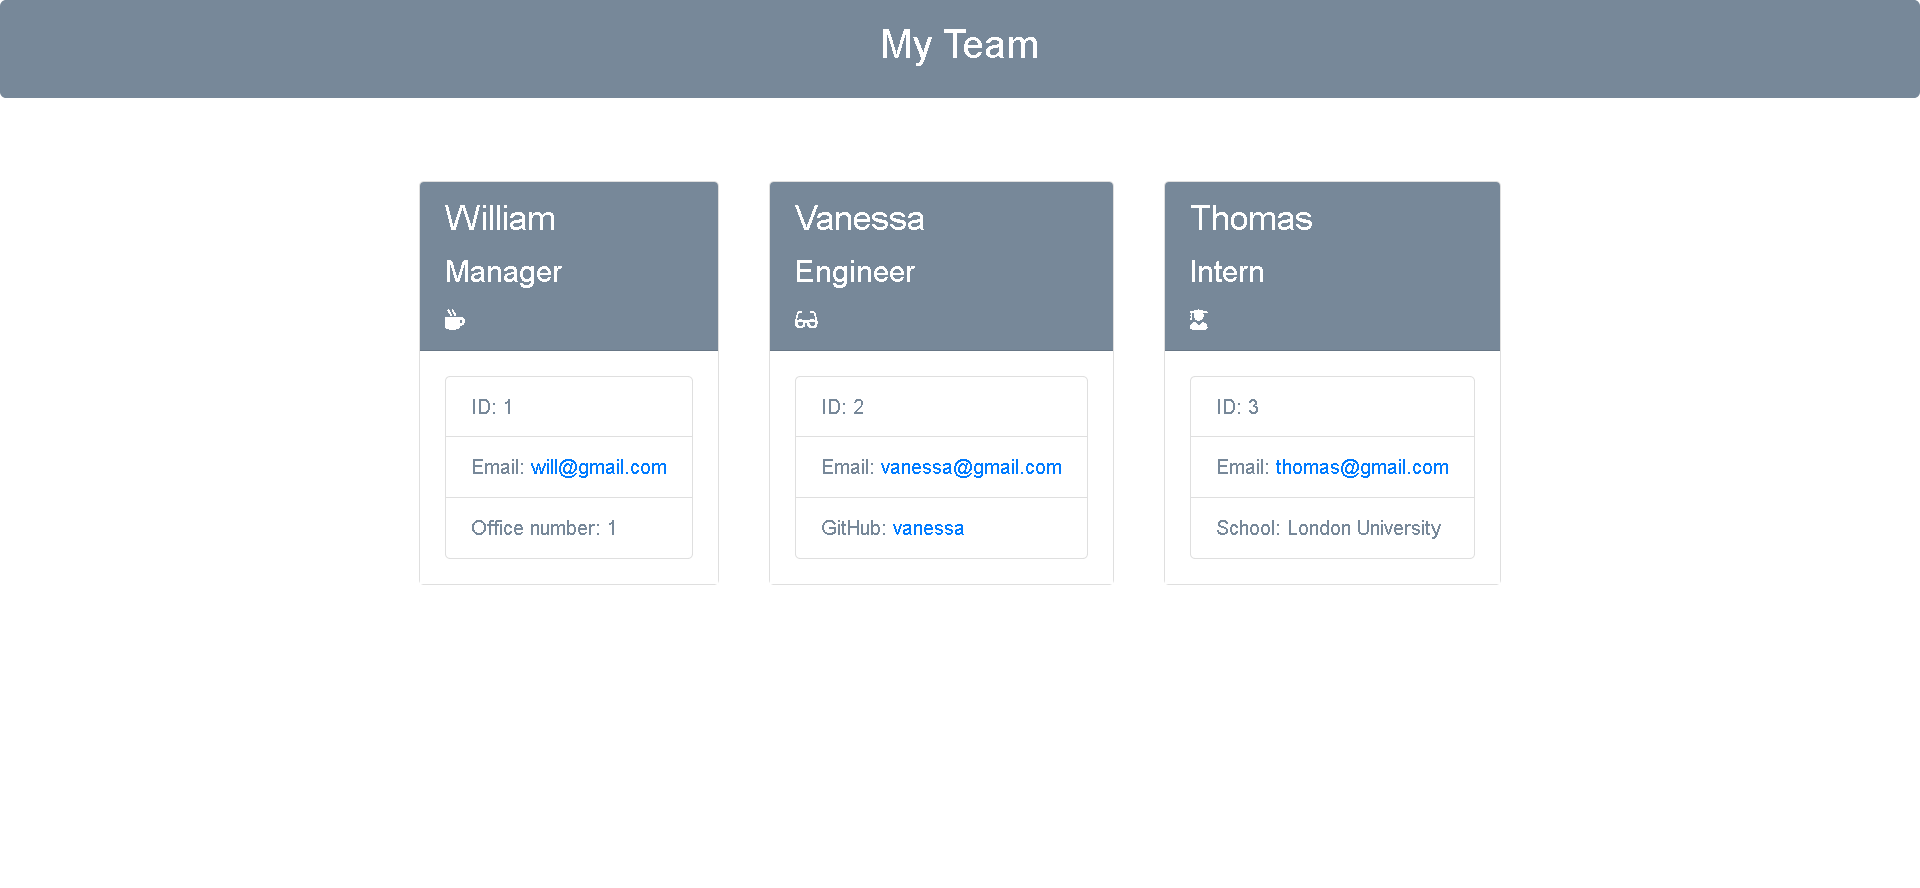 My Team
William
Manager
ID: 1
Email: will@gmail.com
Office number: 1
Vanessa
Engineer
ID: 2
Email: vanessa@gmail.com
GitHub: vanessa
Thomas
Intern
ID: 3
Email: thomas@gmail.com
School: London University